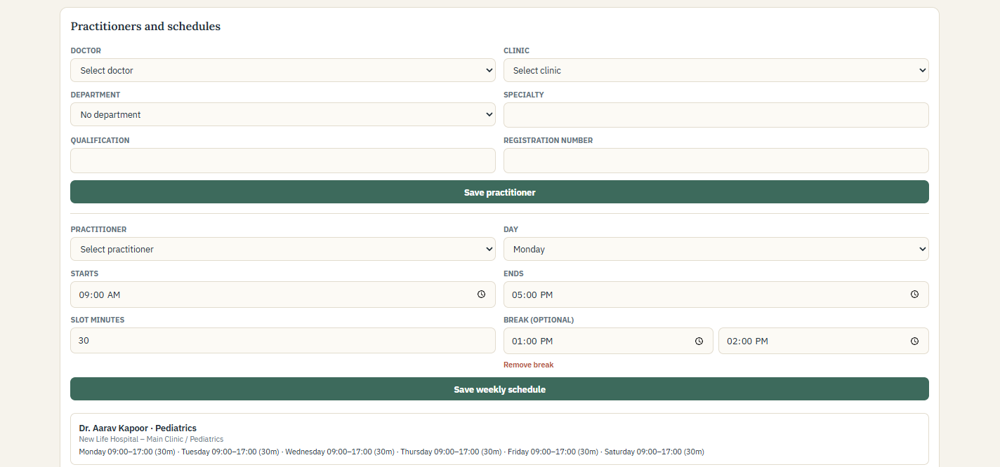 Practitioners and schedules
DOCTOR
CLINIC
Select doctor
Select clinic
DEPARTMENT
SPECIALTY
No department
QUALIFICATION
REGISTRATION NUMBER
Save practitioner
PRACTITIONER
DAY
Select practitioner
Monday
STARTS
ENDS
09:00 AM
05:00 PM
SLOT MINUTES
BREAK (OPTIONAL)
30
01:00 PM
02:00 PM
Remove break
Save weekly schedule
Dr. Aarav Kapoor · Pediatrics
New Life Hospital – Main Clinic / Pediatrics
Monday 09:00–17:00 (30m) · Tuesday 09:00–17:00 (30m) · Wednesday 09:00–17:00 (30m) · Thursday 09:00–17:00 (30m) · Friday 09:00–17:00 (30m) · Saturday 09:00–17:00 (30m)